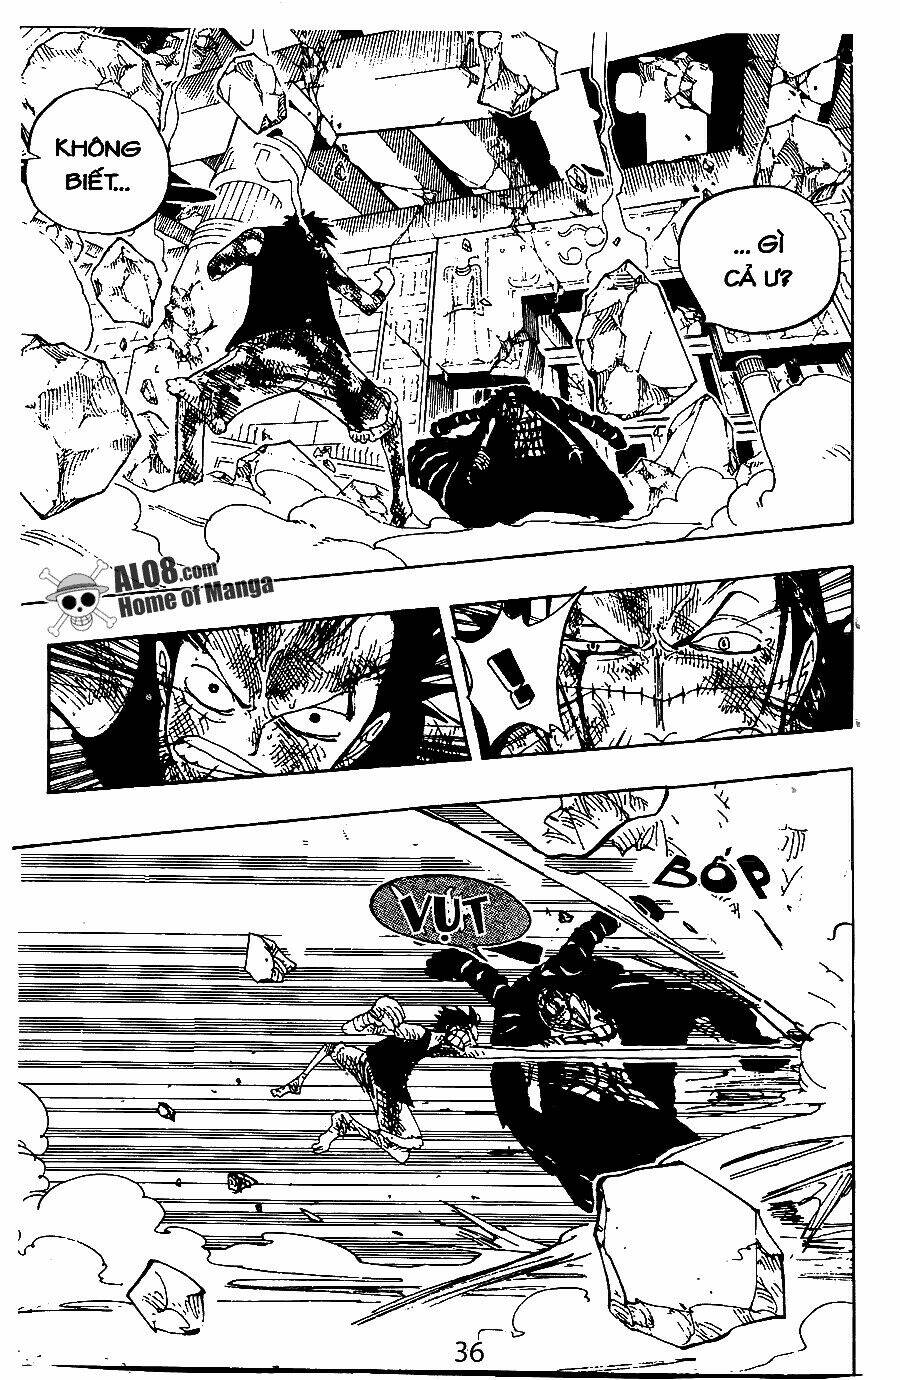 KHÔNG
BIẾT...
... GÌ
CẢ Ư?
ALO8.com
Home of Manga
!
BỐP
VỤT
36